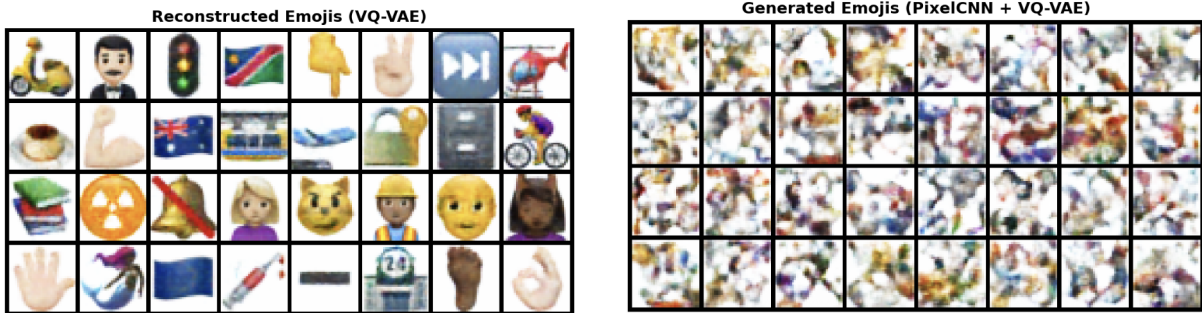 Reconstructed Emojis (VQ-VAE)
Generated Emojis (PixelCNN + VQ-VAE)
24